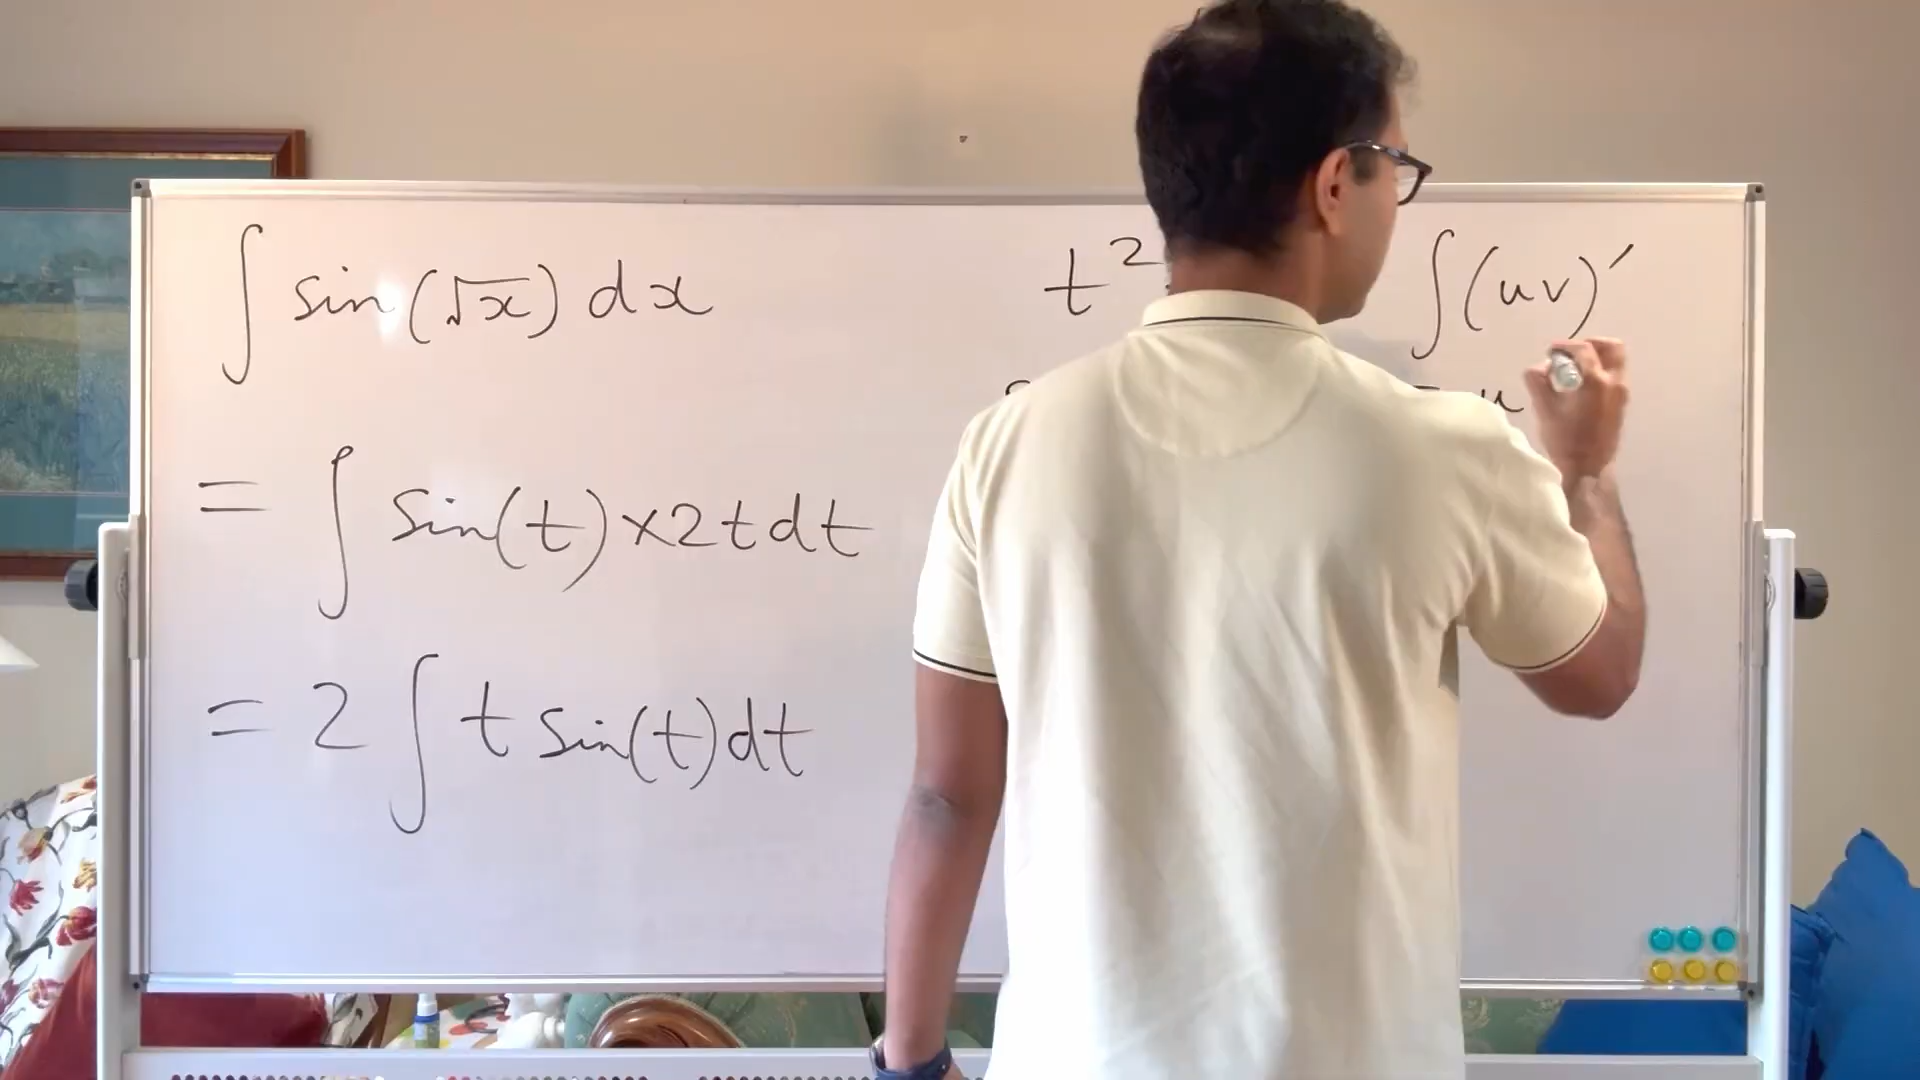 ∫ sin(√x) dx
= ∫ sin(t) x 2t dt
= 2 ∫ t sin(t) dt
t²
∫(uv)′
u